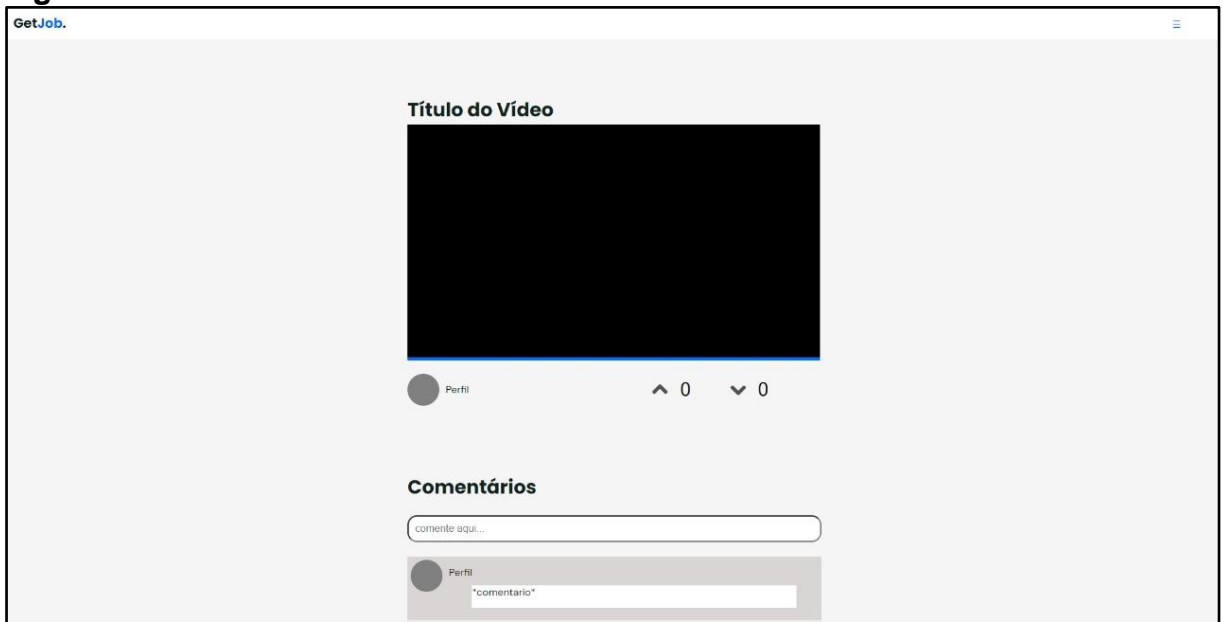 GetJob.
Título do Vídeo
Perfil
0
0
Comentários
comente aqui...
Perfil
*comentario*